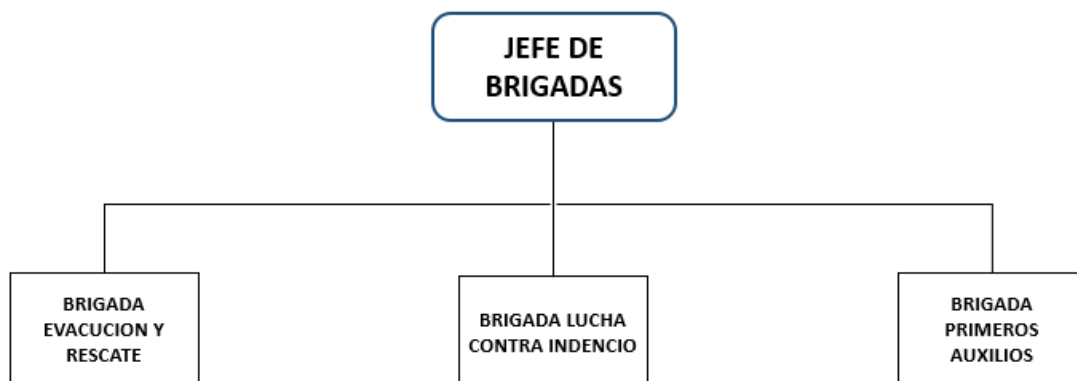 JEFE DE
BRIGADAS
BRIGADA
EVACUCION Y
RESCATE
BRIGADA LUCHA
CONTRA INDENCIO
BRIGADA
PRIMEROS
AUXILIOS